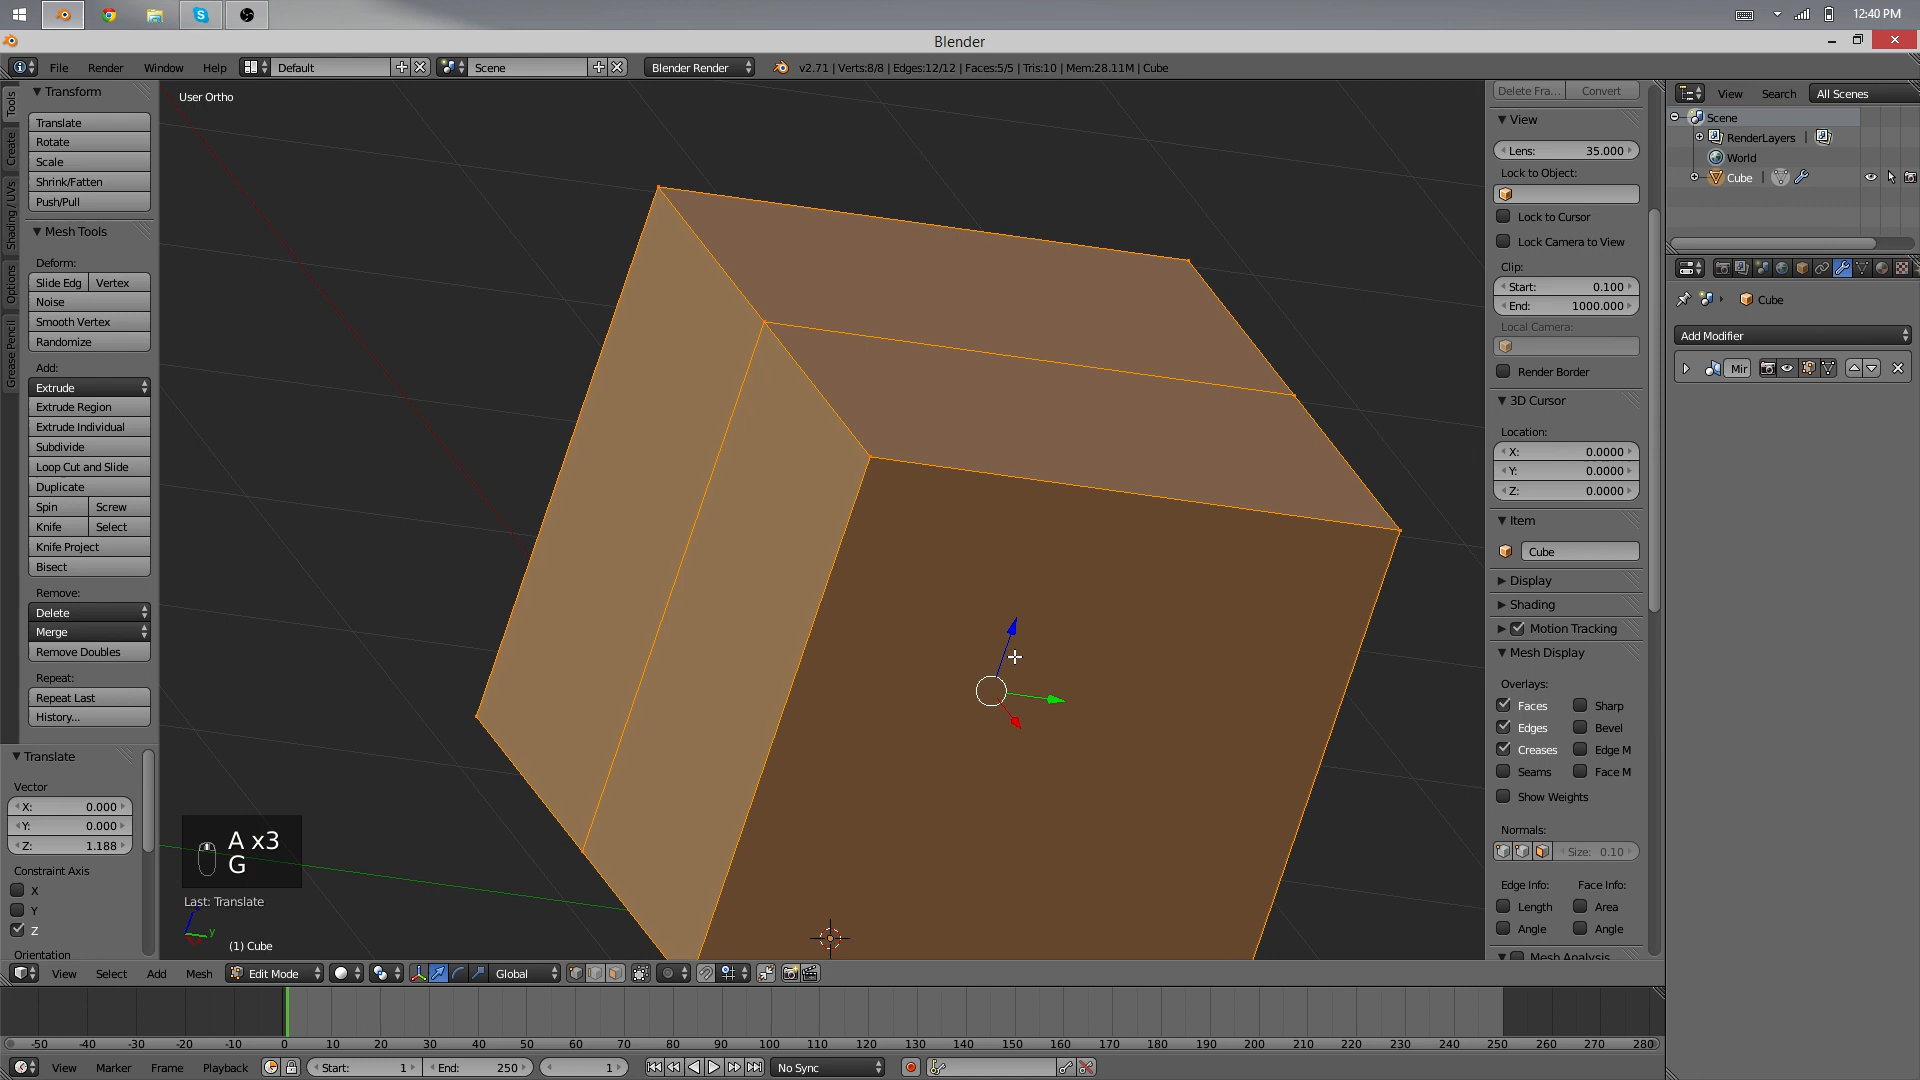 12:40 PM
Blender
File Render Window Help Default Scene Blender Render v2.71 | Verts:8/8 | Edges:12/12 | Faces:5/5 | Tris:10 | Mem:28.11M | Cube
Tools
Create
Shading / UVs
Options
Grease Pencil
Transform
Translate
Rotate
Scale
Shrink/Fatten
Push/Pull
Mesh Tools
Deform:
Slide Edg Vertex
Noise
Smooth Vertex
Randomize
Add:
Extrude
Extrude Region
Extrude Individual
Subdivide
Loop Cut and Slide
Duplicate
Spin Screw
Knife Select
Knife Project
Bisect
Remove:
Delete
Merge
Remove Doubles
Repeat:
Repeat Last
History...
Translate
Vector
X: 0.000
Y: 0.000
Z: 1.188
Constraint Axis
X
Y
Z
Orientation
User Ortho
A x3
G
Last: Translate
y
(1) Cube
Delete Fra... Convert
View
Lens: 35.000
Lock to Object:
Lock to Cursor
Lock Camera to View
Clip:
Start: 0.100
End: 1000.000
Local Camera:
Render Border
3D Cursor
Location:
X: 0.0000
Y: 0.0000
Z: 0.0000
Item
Cube
Display
Shading
Motion Tracking
Mesh Display
Overlays:
Faces Sharp
Edges Bevel
Creases Edge M
Seams Face M
Show Weights
Normals:
Size: 0.10
Edge Info: Face Info:
Length Area
Angle Angle
Mesh Analysis
View Search All Scenes
Scene
RenderLayers
World
Cube
Cube
Add Modifier
Mir
View Select Add Mesh Edit Mode Global
-50 -40 -30 -20 -10 0 10 20 30 40 50 60 70 80 90 100 110 120 130 140 150 160 170 180 190 200 210 220 230 240 250 260 270 280
View Marker Frame Playback Start: 1 End: 250 1 No Sync